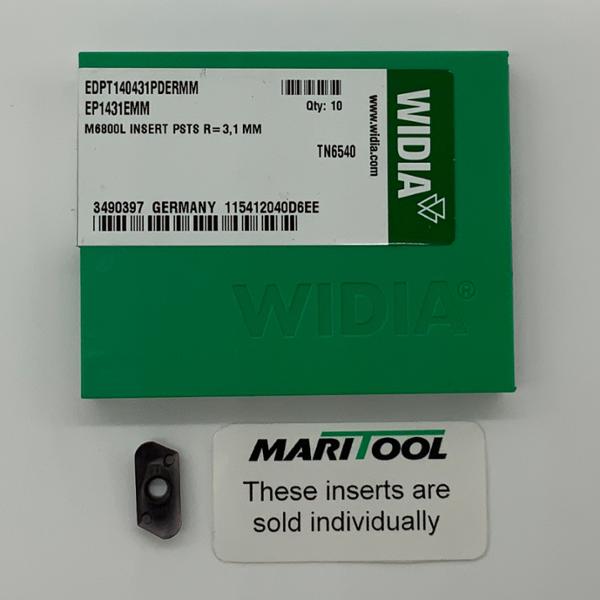 EDPT140431PDERMM
EP1431EMM
Qty: 10
M6800L INSERT PSTS R=3,1 MM
TN6540
3490397 GERMANY 115412040D6EE
www.widia.com
WIDIA
WIDIA®
MARITOOL
These inserts are
sold individually